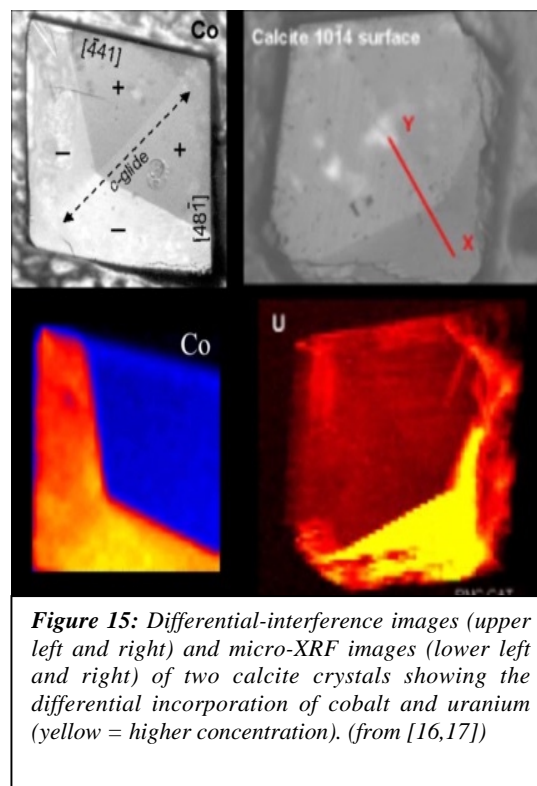 Co
[4̄41]
+
+
−
c-glide
−
[481̄]
Calcite 101̄4 surface
Y
X
Co
U
Figure 15: Differential-interference images (upper
left and right) and micro-XRF images (lower left
and right) of two calcite crystals showing the
differential incorporation of cobalt and uranium
(yellow = higher concentration). (from [16,17])